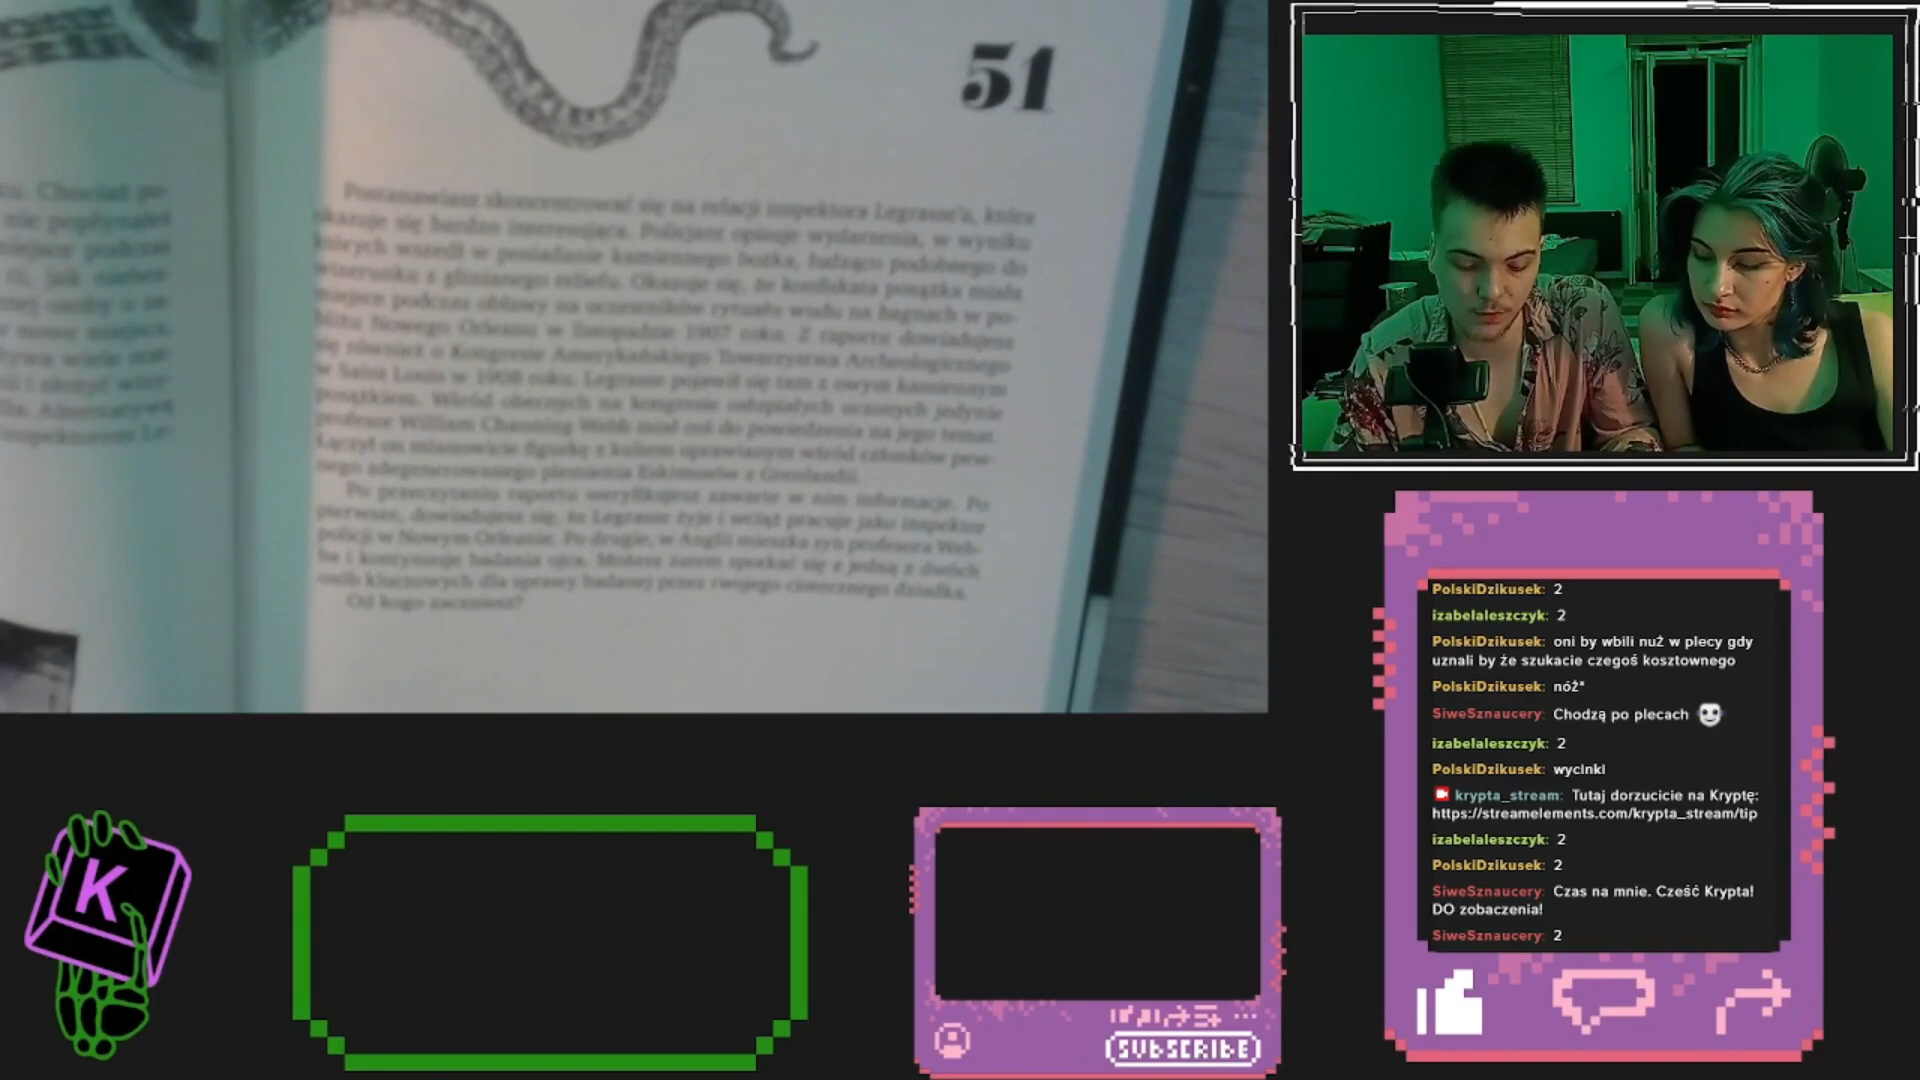 51
Postanawiasz skoncentrować się na relacji inspektora Legrasse'a, która
okazuje się bardzo interesująca. Policjant opisuje wydarzenia, w wyniku
których wszedł w posiadanie kamiennego bożka, łudząco podobnego do
wizerunku z glinianego reliefu. Okazuje się, że konfiskata posążka miała
miejsce podczas obławy na uczestników rytuału wudu na bagnach w po-
bliżu Nowego Orleanu w listopadzie 1907 roku. Z raportu dowiadujesz
się również o Kongresie Amerykańskiego Towarzystwa Archeologicznego
w Saint Louis w 1908 roku. Legrasse pojawił się tam z owym kamiennym
posążkiem. Wśród obecnych na kongresie uczonych jedynie
profesor William Channing Webb miał coś do powiedzenia na jego temat.
Łączył on mianowicie figurkę z kultem uprawianym wśród członków pew-
nego zdegenerowanego plemienia Eskimosów z Grenlandii.
Po przeczytaniu raportu weryfikujesz zawarte w nim informacje. Po
pierwsze, dowiadujesz się, że Legrasse żyje i wciąż pracuje jako inspektor
policji w Nowym Orleanie. Po drugie, w Anglii mieszka syn profesora Web-
ba i kontynuuje badania ojca. Możesz zatem spotkać się z jedną z dwóch
osób kluczowych dla sprawy badanej przez twojego ciotecznego dziadka.
Od kogo zaczniesz?
PolskiDzikusek: 2
izabelaleszczyk: 2
PolskiDzikusek: oni by wbili nuż w plecy gdy
uznali by że szukacie czegoś kosztownego
PolskiDzikusek: nóż*
SiweSznaucery: Chodzą po plecach
izabelaleszczyk: 2
PolskiDzikusek: wycinki
krypta_stream: Tutaj dorzucicie na Kryptę:
https://streamelements.com/krypta_stream/tip
izabelaleszczyk: 2
PolskiDzikusek: 2
SiweSznaucery: Czas na mnie. Cześć Krypta!
DO zobaczenia!
SiweSznaucery: 2
K
SUBSCRIBE